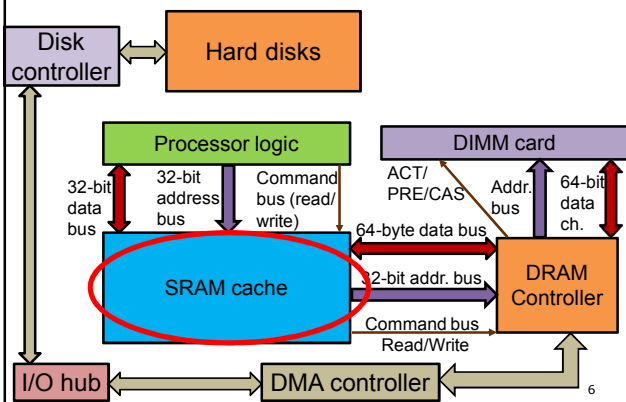 Disk
controller
Hard disks
Processor logic
DIMM card
32-bit
data
bus
32-bit
address
bus
Command
bus (read/
write)
ACT/
PRE/CAS
Addr.
bus
64-bit
data
ch.
64-byte data bus
SRAM cache
32-bit addr. bus
DRAM
Controller
Command bus
Read/Write
I/O hub
DMA controller
6